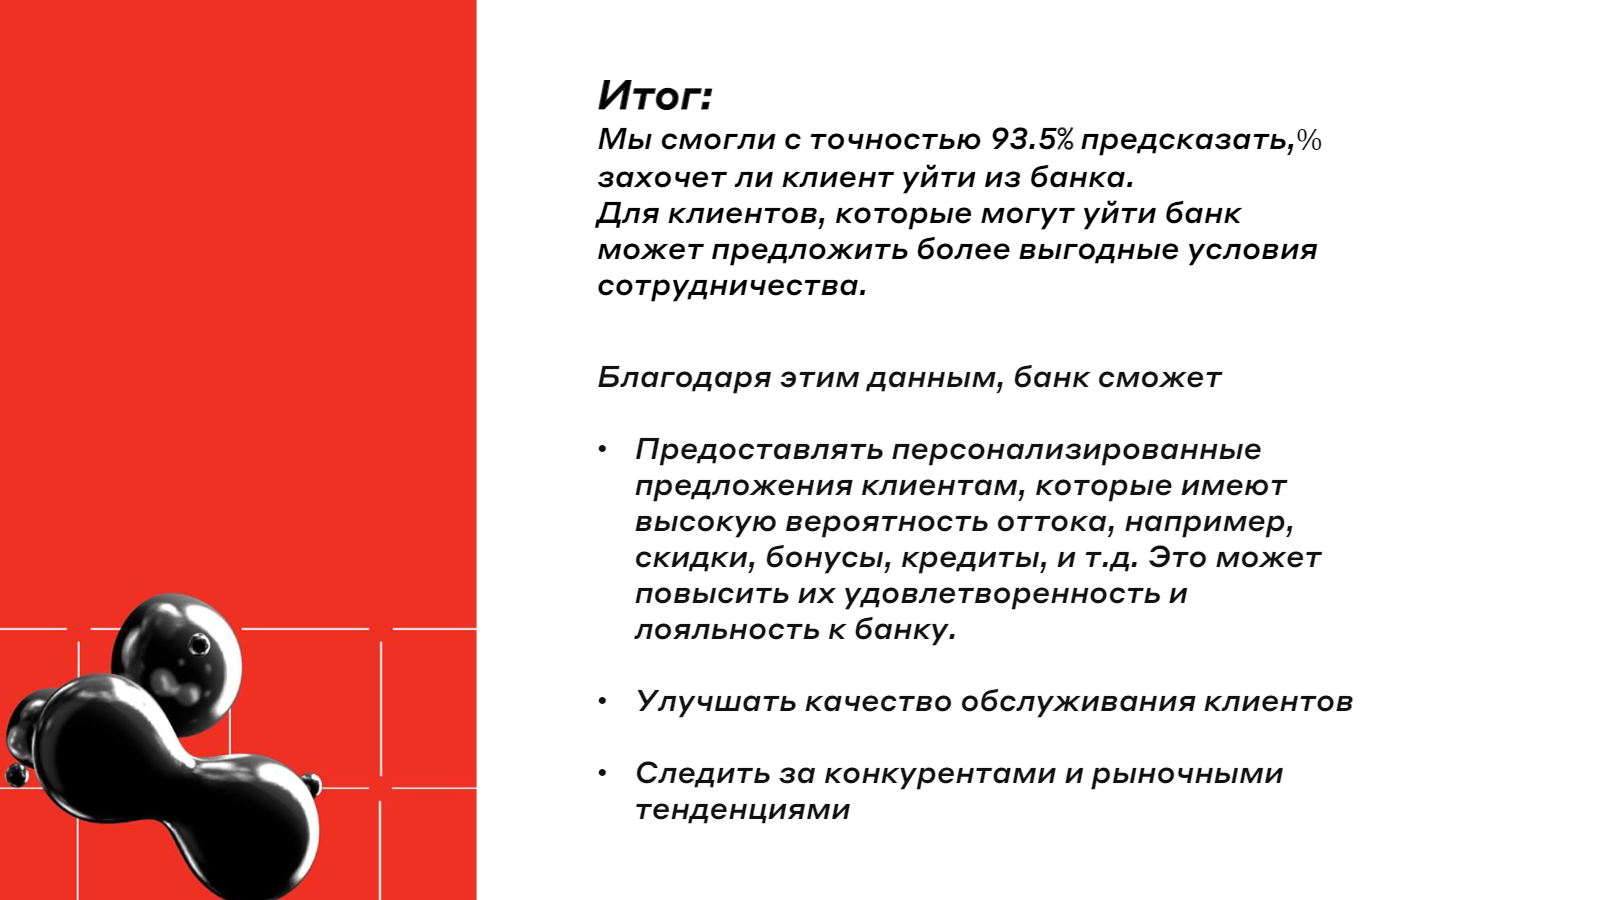 Итог:
Мы смогли с точностью 93.5% предсказать,%
захочет ли клиент уйти из банка.
Для клиентов, которые могут уйти банк
может предложить более выгодные условия
сотрудничества.
Благодаря этим данным, банк сможет
• Предоставлять персонализированные
предложения клиентам, которые имеют
высокую вероятность оттока, например,
скидки, бонусы, кредиты, и т.д. Это может
повысить их удовлетворенность и
лояльность к банку.
• Улучшать качество обслуживания клиентов
• Следить за конкурентами и рыночными
тенденциями